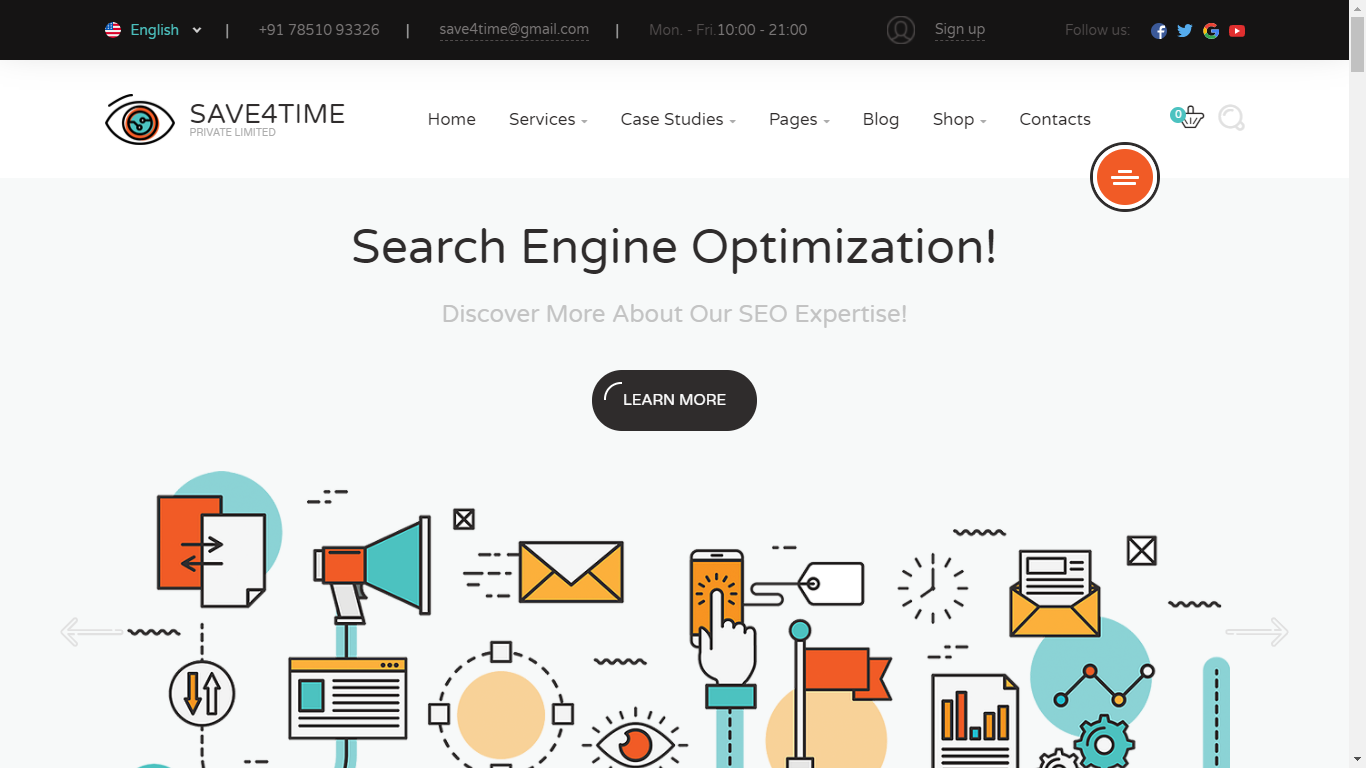 English | +91 78510 93326 | save4time@gmail.com | Mon. - Fri. 10:00 - 21:00 Sign up Follow us:
SAVE4TIME
PRIVATE LIMITED
Home Services Case Studies Pages Blog Shop Contacts
0
Search Engine Optimization!
Discover More About Our SEO Expertise!
LEARN MORE